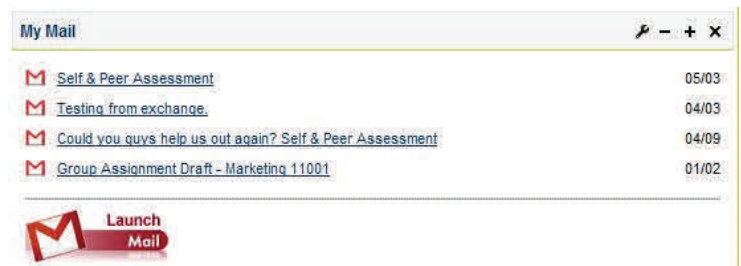 My Mail
Self & Peer Assessment 05/03
Testing from exchange. 04/03
Could you guys help us out again? Self & Peer Assessment 04/09
Group Assignment Draft - Marketing 11001 01/02
Launch
Mail